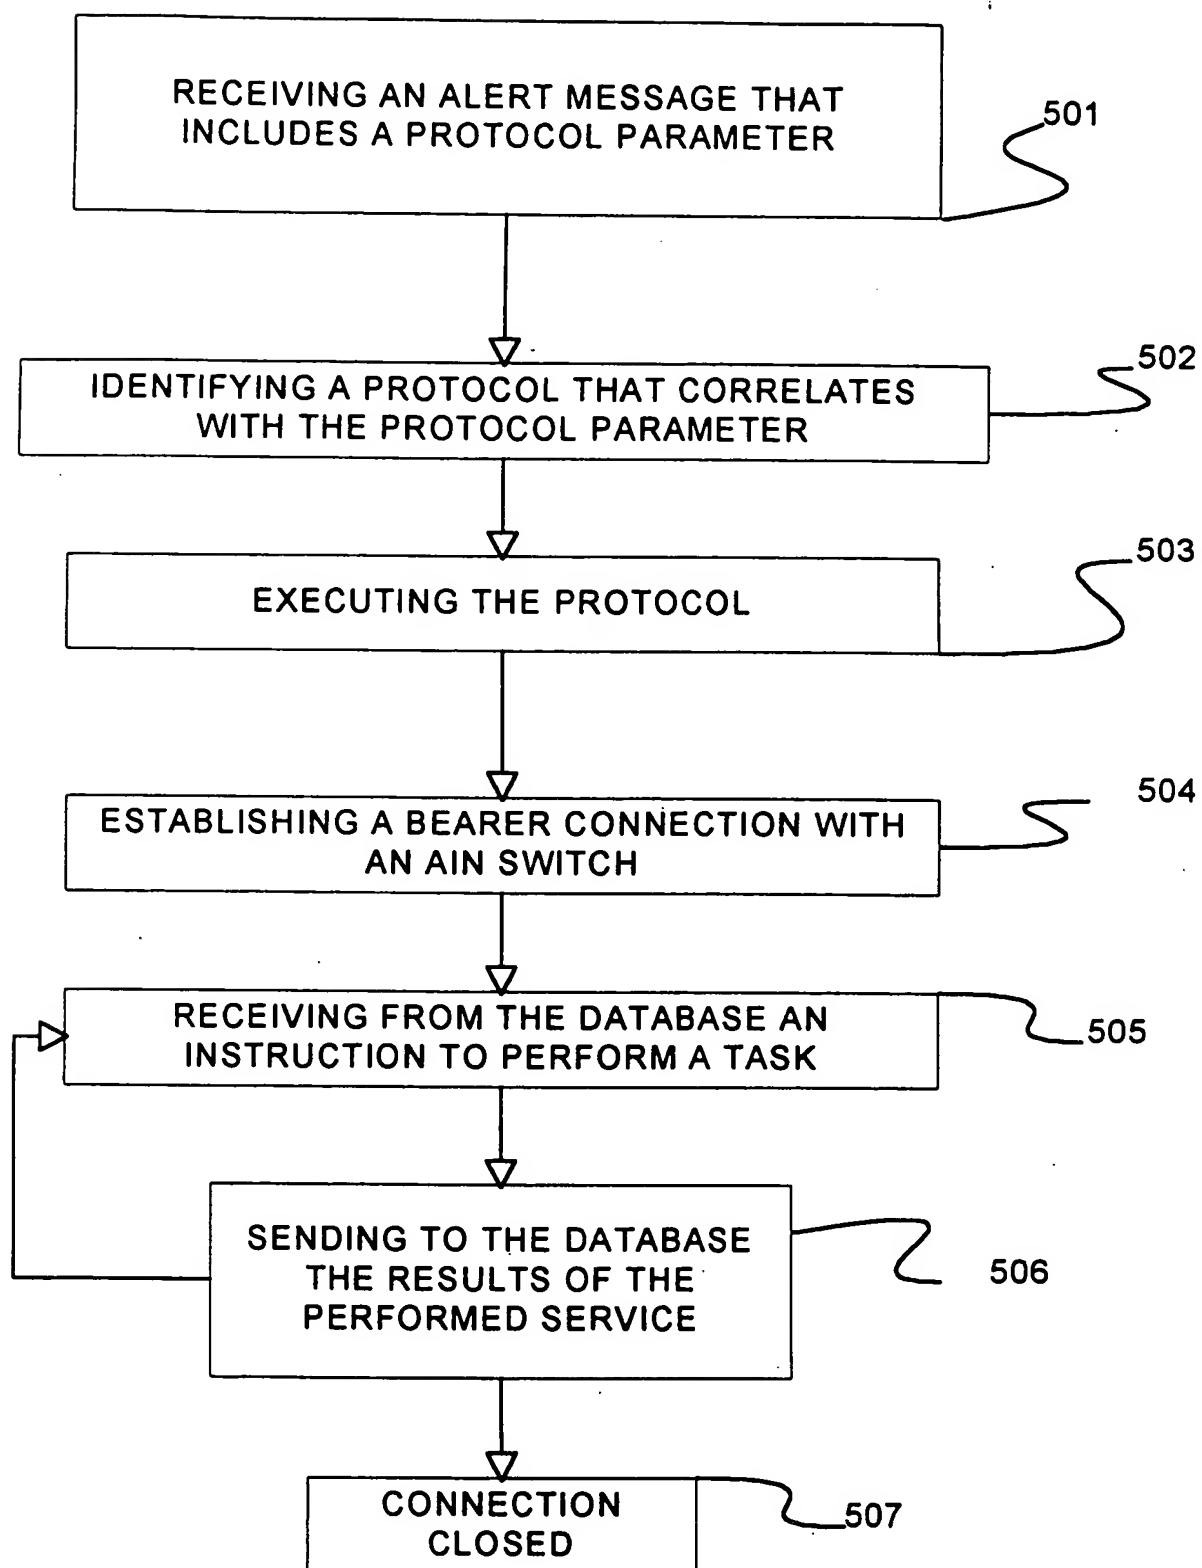 RECEIVING AN ALERT MESSAGE THAT
INCLUDES A PROTOCOL PARAMETER
501
IDENTIFYING A PROTOCOL THAT CORRELATES
WITH THE PROTOCOL PARAMETER
502
EXECUTING THE PROTOCOL
503
ESTABLISHING A BEARER CONNECTION WITH
AN AIN SWITCH
504
RECEIVING FROM THE DATABASE AN
INSTRUCTION TO PERFORM A TASK
505
SENDING TO THE DATABASE
THE RESULTS OF THE
PERFORMED SERVICE
506
CONNECTION
CLOSED
507